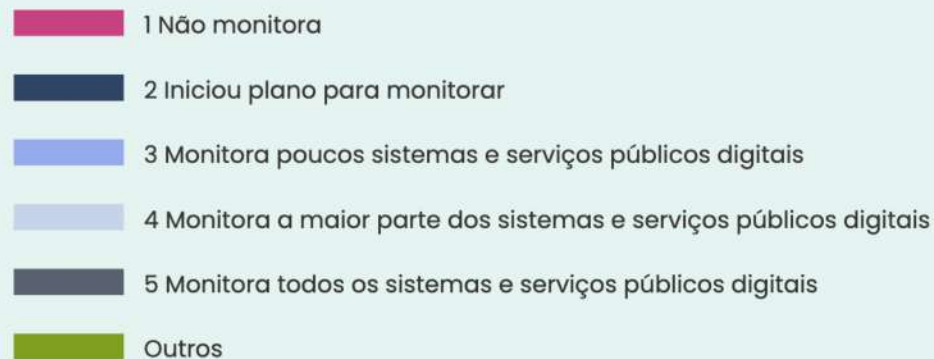 1 Não monitora
2 Iniciou plano para monitorar
3 Monitora poucos sistemas e serviços públicos digitais
4 Monitora a maior parte dos sistemas e serviços públicos digitais
5 Monitora todos os sistemas e serviços públicos digitais
Outros